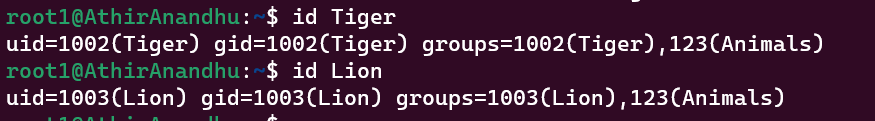 root1@AthirAnandhu:~$ id Tiger
uid=1002(Tiger) gid=1002(Tiger) groups=1002(Tiger),123(Animals)
root1@AthirAnandhu:~$ id Lion
uid=1003(Lion) gid=1003(Lion) groups=1003(Lion),123(Animals)